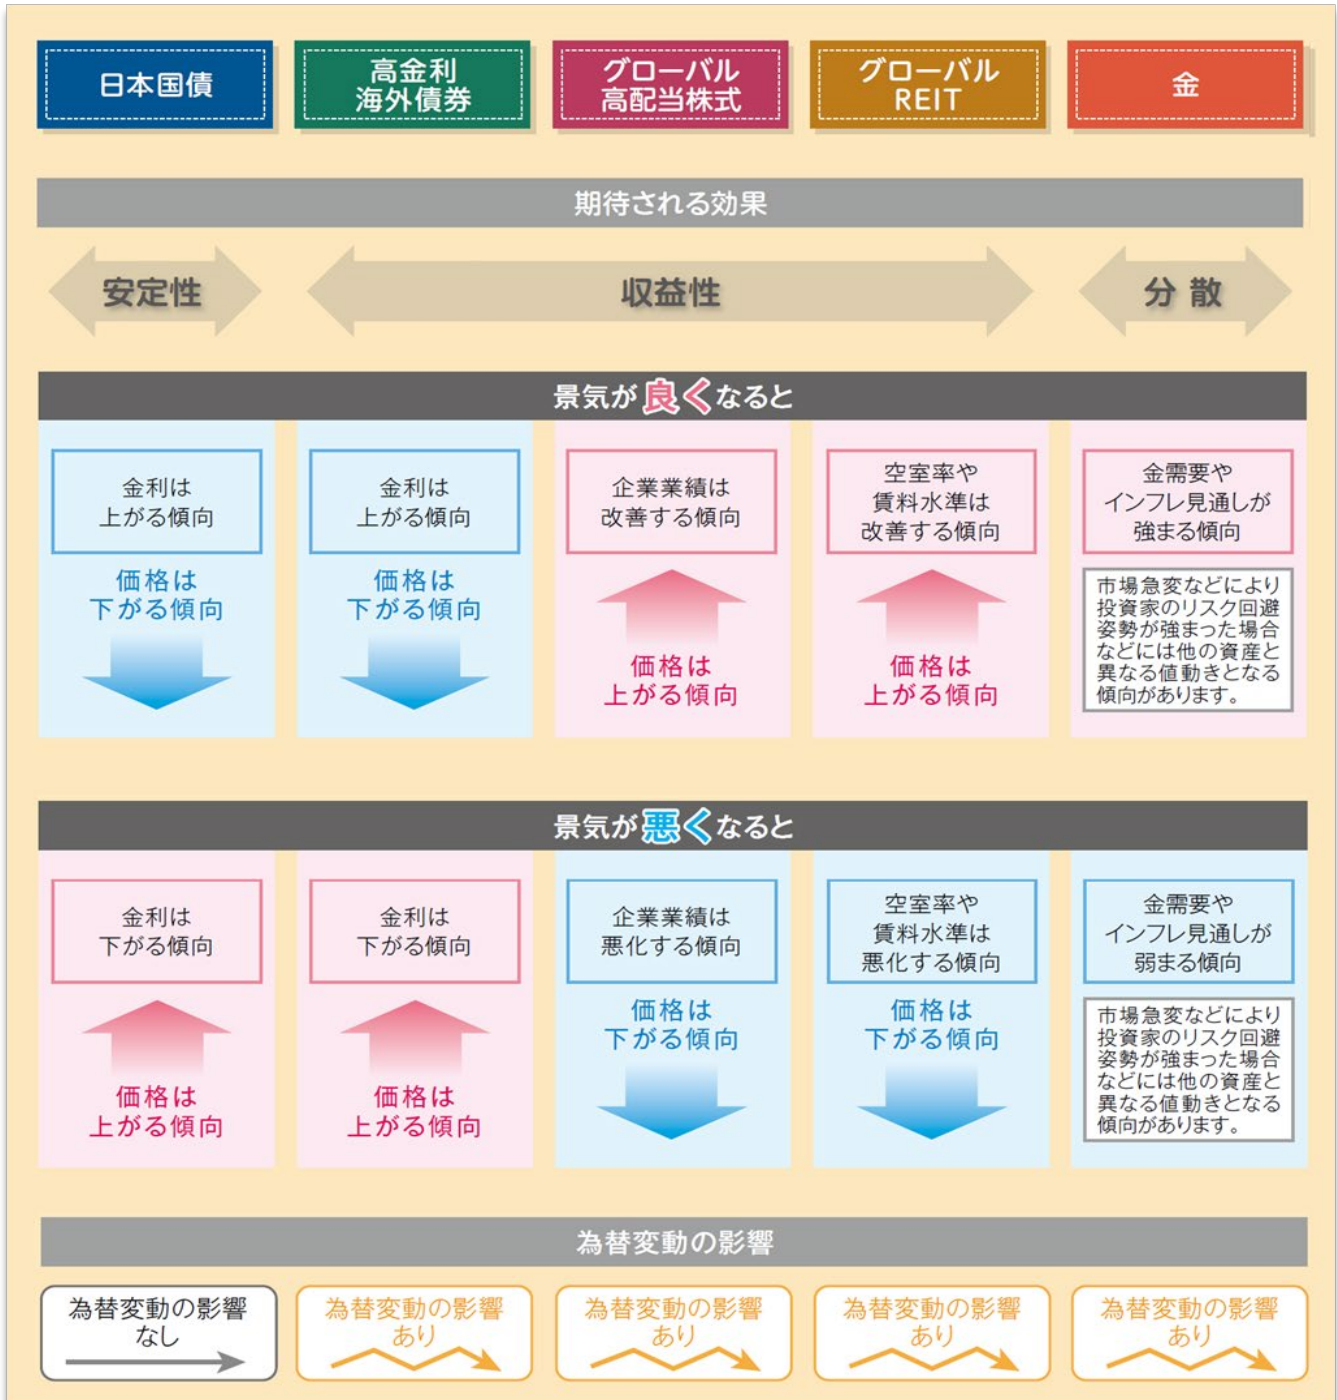 日本国債
高金利
海外債券
グローバル
高配当株式
グローバル
REIT
金
期待される効果
安定性
収益性
分散
景気が良くなると
金利は
上がる傾向
価格は
下がる傾向
金利は
上がる傾向
価格は
下がる傾向
企業業績は
改善する傾向
価格は
上がる傾向
空室率や
賃料水準は
改善する傾向
価格は
上がる傾向
金需要や
インフレ見通しが
強まる傾向
市場急変などにより
投資家のリスク回避
姿勢が強まった場合
などには他の資産と
異なる値動きとなる
傾向があります。
景気が悪くなると
金利は
下がる傾向
価格は
上がる傾向
金利は
下がる傾向
価格は
上がる傾向
企業業績は
悪化する傾向
価格は
下がる傾向
空室率や
賃料水準は
悪化する傾向
価格は
下がる傾向
金需要や
インフレ見通しが
弱まる傾向
市場急変などにより
投資家のリスク回避
姿勢が強まった場合
などには他の資産と
異なる値動きとなる
傾向があります。
為替変動の影響
為替変動の影響
なし
為替変動の影響
あり
為替変動の影響
あり
為替変動の影響
あり
為替変動の影響
あり